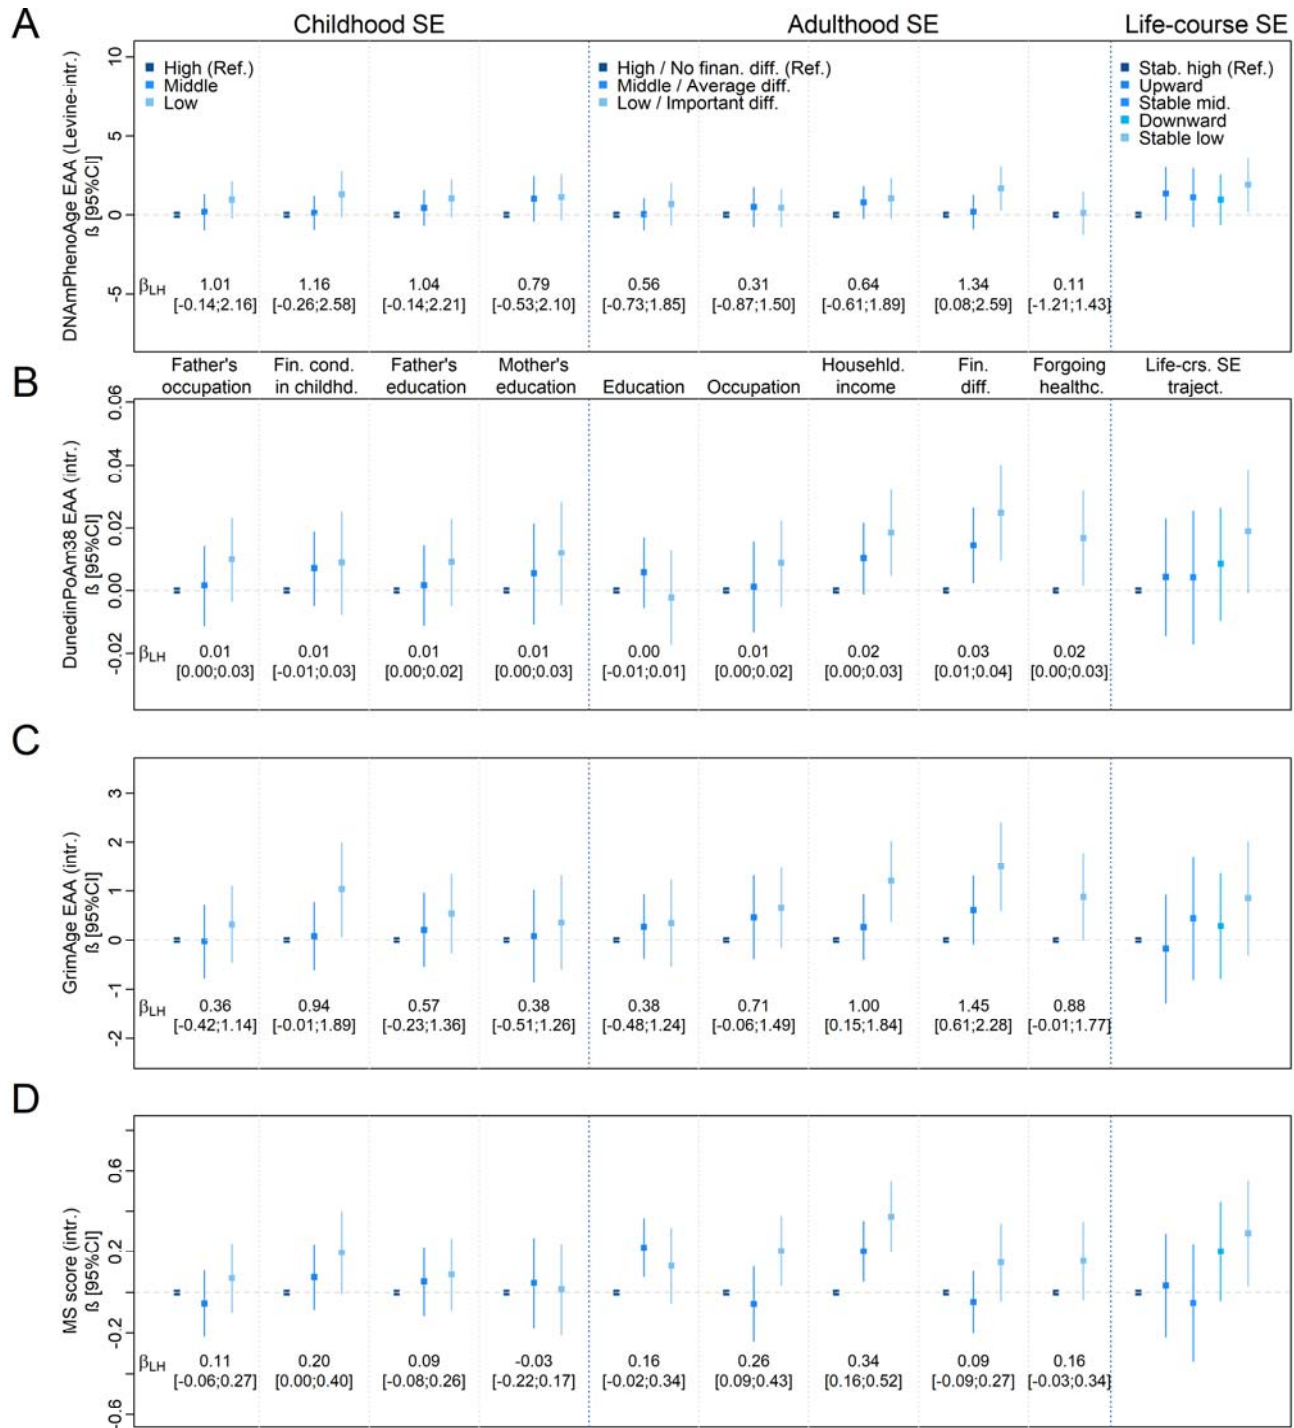 A
Childhood SE
Adulthood SE
Life-course SE
DNAmPhenoAge EAA (Levine-intr.)
ß [95%CI]
10
5
0
-5
High (Ref.)
Middle
Low
High / No finan. diff. (Ref.)
Middle / Average diff.
Low / Important diff.
Stab. high (Ref.)
Upward
Stable mid.
Downward
Stable low
βLH
1.01 1.16 1.04 0.79 0.56 0.31 0.64 1.34 0.11
[-0.14;2.16] [-0.26;2.58] [-0.14;2.21] [-0.53;2.10] [-0.73;1.85] [-0.87;1.50] [-0.61;1.89] [0.08;2.59] [-1.21;1.43]
B
Father's
occupation
Fin. cond.
in childhd.
Father's
education
Mother's
education
Education
Occupation
Househld.
income
Fin.
diff.
Forgoing
healthc.
Life-crs. SE
traject.
DunedinPoAm38 EAA (intr.)
ß [95%CI]
0.06
0.04
0.02
0.00
-0.02
βLH
0.01 0.01 0.01 0.01 0.00 0.01 0.02 0.03 0.02
[0.00;0.03] [-0.01;0.03] [0.00;0.02] [0.00;0.03] [-0.01;0.01] [0.00;0.02] [0.00;0.03] [0.01;0.04] [0.00;0.03]
C
GrimAge EAA (intr.)
ß [95%CI]
3
2
1
0
-1
-2
βLH
0.36 0.94 0.57 0.38 0.38 0.71 1.00 1.45 0.88
[-0.42;1.14] [-0.01;1.89] [-0.23;1.36] [-0.51;1.26] [-0.48;1.24] [-0.06;1.49] [0.15;1.84] [0.61;2.28] [-0.01;1.77]
D
MS score (intr.)
ß [95%CI]
0.6
0.2
-0.2
-0.6
βLH
0.11 0.20 0.09 -0.03 0.16 0.26 0.34 0.09 0.16
[-0.06;0.27] [0.00;0.40] [-0.08;0.26] [-0.22;0.17] [-0.02;0.34] [0.09;0.43] [0.16;0.52] [-0.09;0.27] [-0.03;0.34]